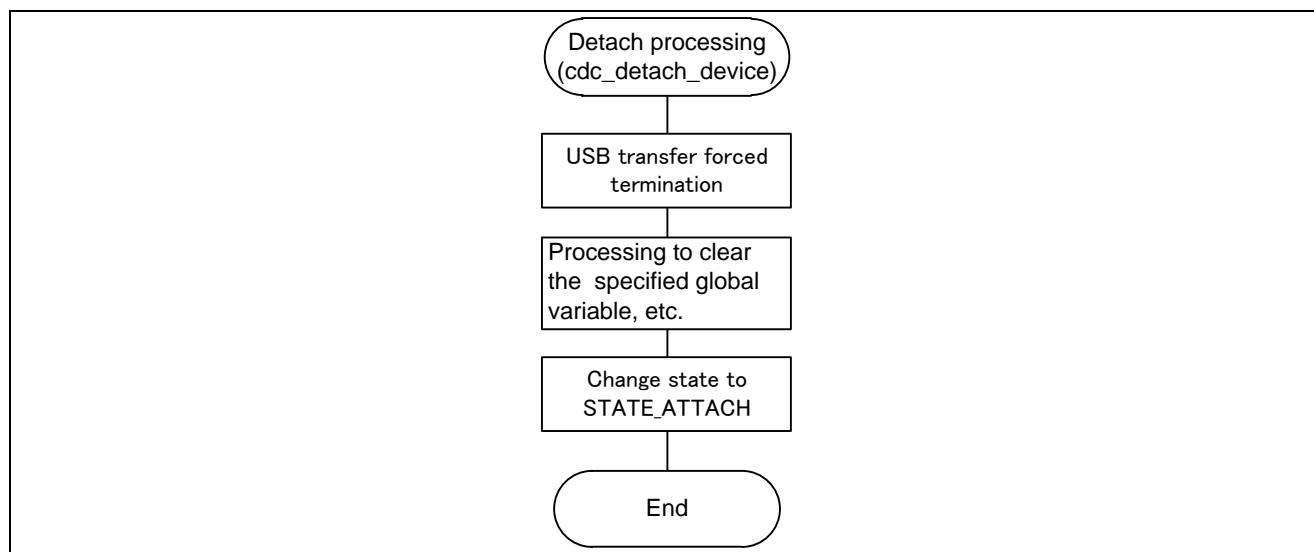 Detach processing
(cdc_detach_device)
USB transfer forced
termination
Processing to clear
the  specified global
variable, etc.
Change state to
STATE_ATTACH
End